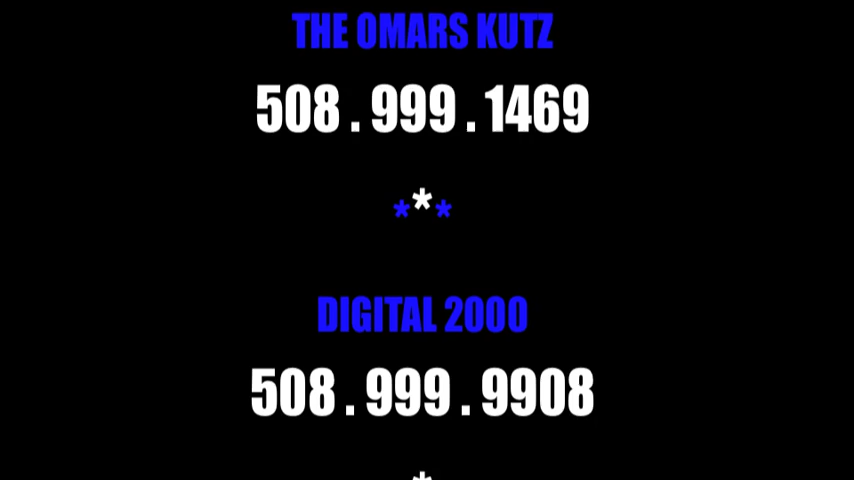 THE OMARS KUTZ
508.999.1469
***
DIGITAL 2000
508.999.9908
*